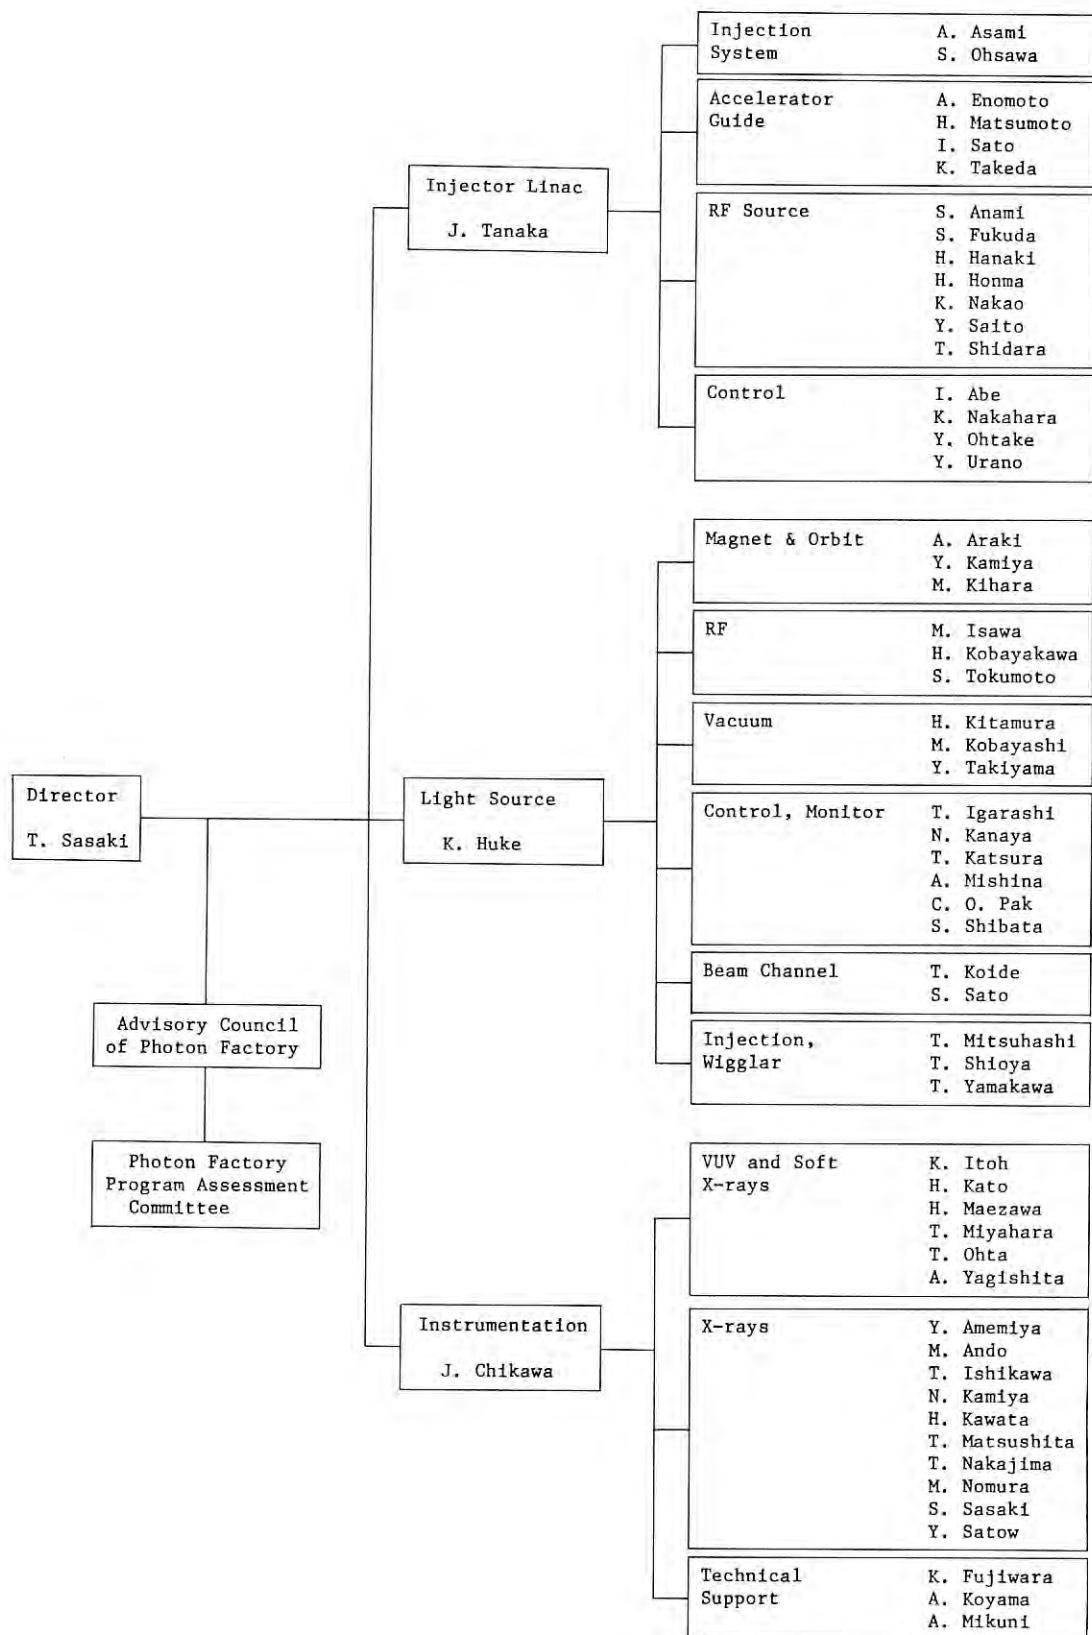 Director
T. Sasaki
Advisory Council
of Photon Factory
Photon Factory
Program Assessment
Committee
Injector Linac
J. Tanaka
Injection A. Asami
System S. Ohsawa
Accelerator A. Enomoto
Guide H. Matsumoto
I. Sato
K. Takeda
RF Source S. Anami
S. Fukuda
H. Hanaki
H. Honma
K. Nakao
Y. Saito
T. Shidara
Control I. Abe
K. Nakahara
Y. Ohtake
Y. Urano
Light Source
K. Huke
Magnet & Orbit A. Araki
Y. Kamiya
M. Kihara
RF M. Isawa
H. Kobayakawa
S. Tokumoto
Vacuum H. Kitamura
M. Kobayashi
Y. Takiyama
Control, Monitor T. Igarashi
N. Kanaya
T. Katsura
A. Mishina
C. O. Pak
S. Shibata
Beam Channel T. Koide
S. Sato
Injection, T. Mitsuhashi
Wigglar T. Shioya
T. Yamakawa
Instrumentation
J. Chikawa
VUV and Soft K. Itoh
X-rays H. Kato
H. Maezawa
T. Miyahara
T. Ohta
A. Yagishita
X-rays Y. Amemiya
M. Ando
T. Ishikawa
N. Kamiya
H. Kawata
T. Matsushita
T. Nakajima
M. Nomura
S. Sasaki
Y. Satow
Technical K. Fujiwara
Support A. Koyama
A. Mikuni